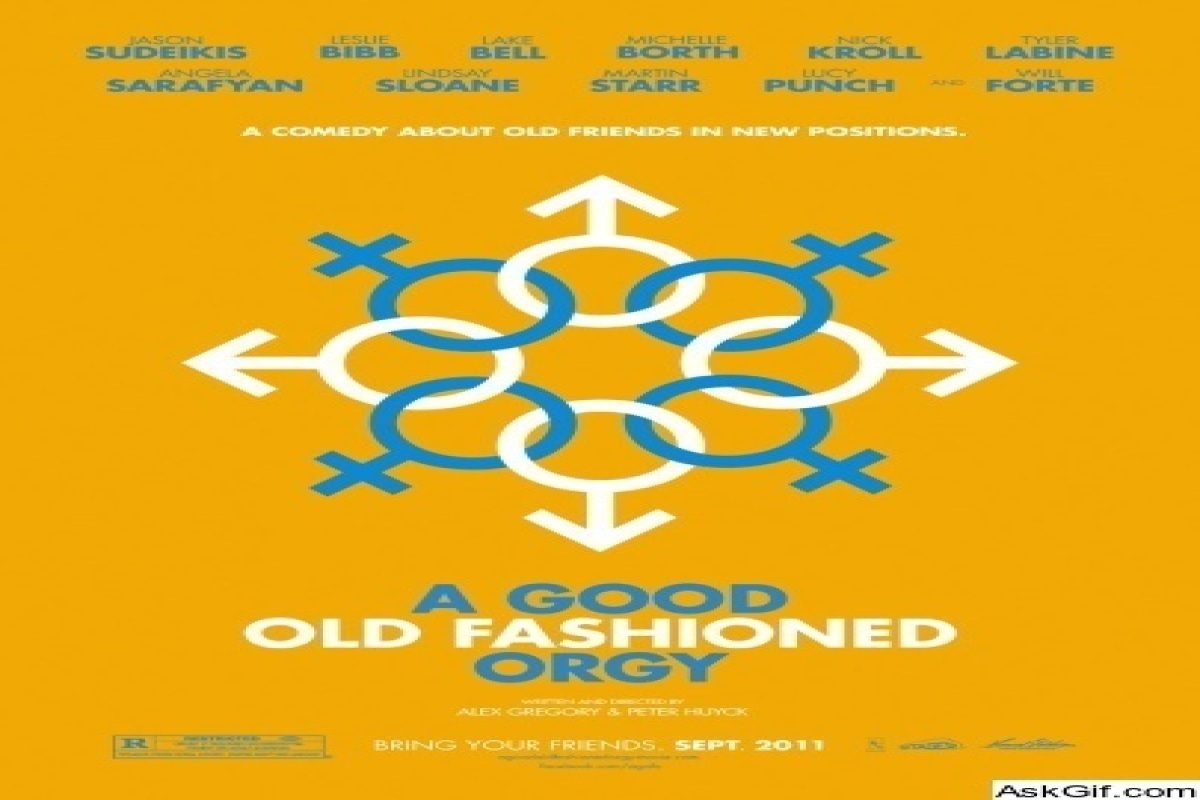 JASON LESLIE LAKE MICHELLE NICK TYLER
SUDEIKIS BIBB BELL BORTH KROLL LABINE
ANGELA LINDSAY MARTIN LUCY WILL
SARAFYAN SLOANE STARR PUNCH AND FORTE
A COMEDY ABOUT OLD FRIENDS IN NEW POSITIONS.
A GOOD
OLD FASHIONED
ORGY
WRITTEN AND DIRECTED BY
ALEX GREGORY & PETER HUYCK
R RESTRICTED
BRING YOUR FRIENDS. SEPT. 2011
AskGif.com